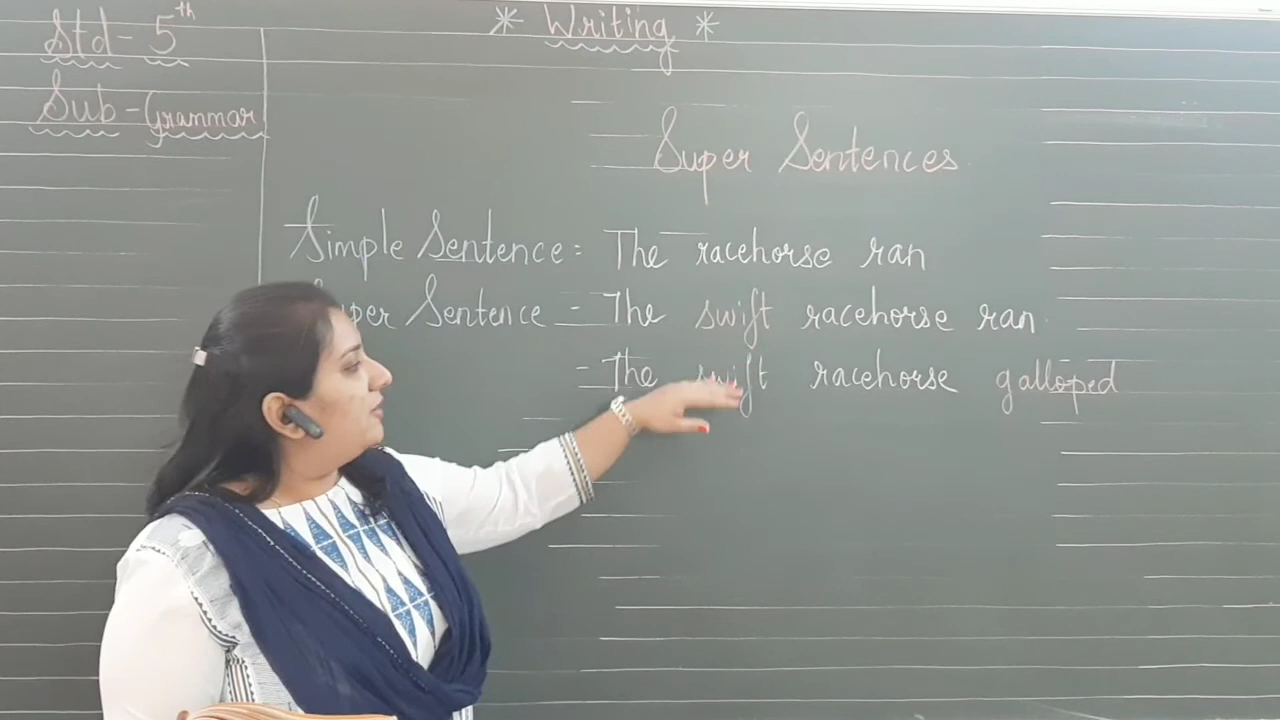 Std - 5th
* Writing *
Sub - Grammar
Super Sentences
Simple Sentence = The racehorse ran
Super Sentence - The swift racehorse ran
- The swift racehorse galloped